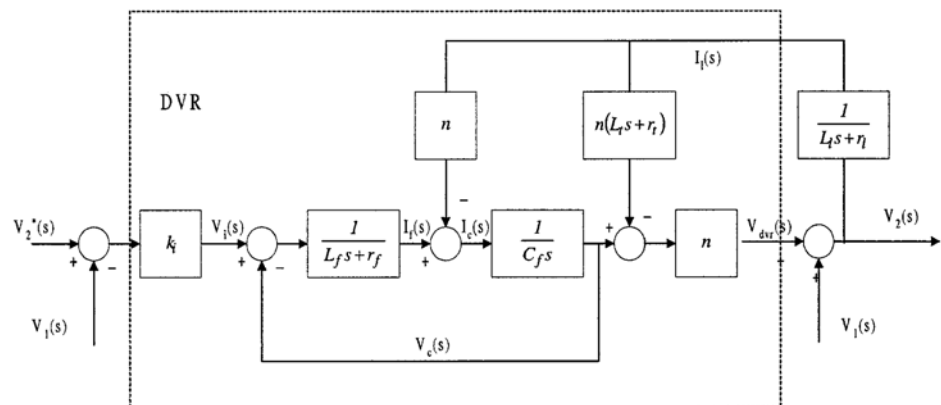 I_l(s)
DVR
n
n(L_t s+r_t)
1
L_l s+r_l
V_2*(s)
+
−
k_i
V_i(s)
+
−
1
L_f s+r_f
I_f(s)
+
−
I_c(s)
1
C_f s
+
−
n
V_dvr(s)
+
+
V_2(s)
V_1(s)
V_c(s)
V_1(s)